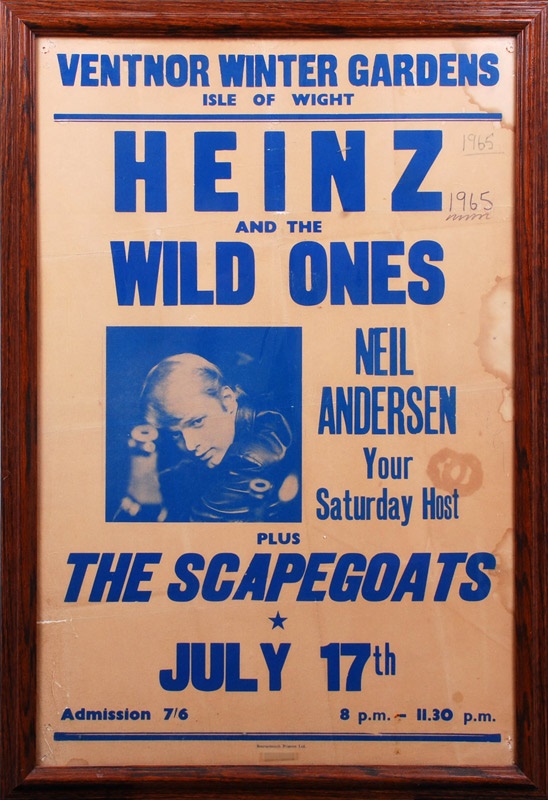 VENTNOR WINTER GARDENS
ISLE OF WIGHT
HEINZ
1965
1965
AND THE
WILD ONES
NEIL
ANDERSEN
Your
Saturday Host
PLUS
THE SCAPEGOATS
★
JULY 17th
Admission 7/6
8 p.m. - 11.30 p.m.